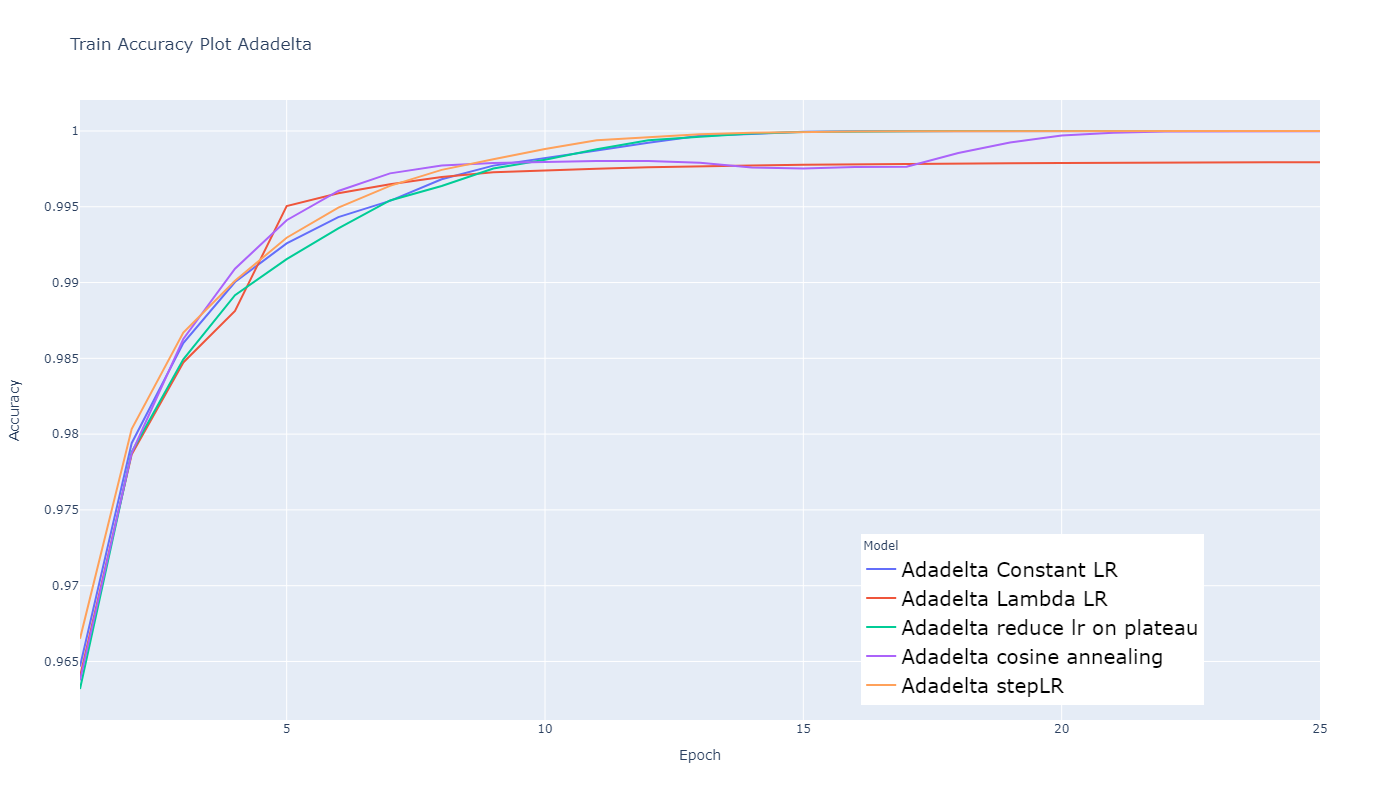 Train Accuracy Plot Adadelta
1
0.995
0.99
0.985
0.98
0.975
0.97
0.965
Accuracy
5
10
15
20
25
Epoch
Model
Adadelta Constant LR
Adadelta Lambda LR
Adadelta reduce lr on plateau
Adadelta cosine annealing
Adadelta stepLR